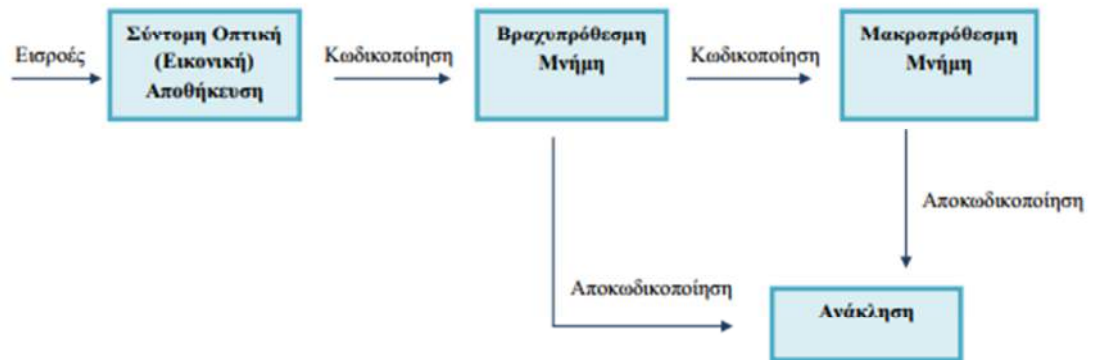 Εισροές
Σύντομη Οπτική
(Εικονική)
Αποθήκευση
Κωδικοποίηση
Βραχυπρόθεσμη
Μνήμη
Κωδικοποίηση
Μακροπρόθεσμη
Μνήμη
Αποκωδικοποίηση
Αποκωδικοποίηση
Ανάκληση